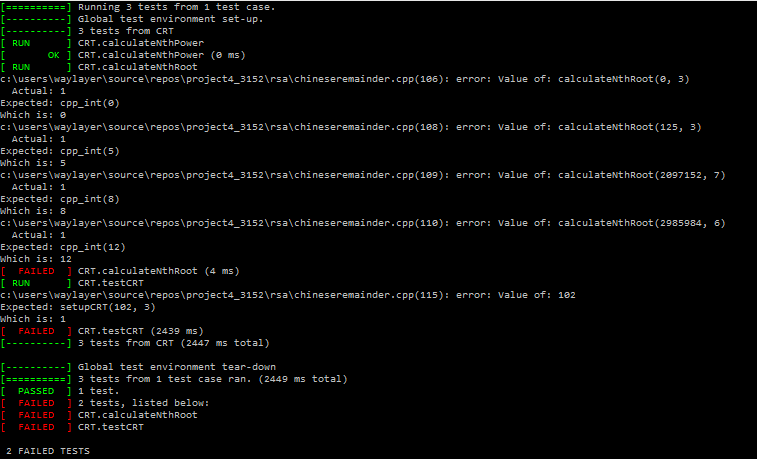 [==========] Running 3 tests from 1 test case.
[----------] Global test environment set-up.
[----------] 3 tests from CRT
[ RUN      ] CRT.calculateNthPower
[       OK ] CRT.calculateNthPower (0 ms)
[ RUN      ] CRT.calculateNthRoot
c:\users\waylayer\source\repos\project4_3152\rsa\chineseremainder.cpp(106): error: Value of: calculateNthRoot(0, 3)
  Actual: 1
Expected: cpp_int(0)
Which is: 0
c:\users\waylayer\source\repos\project4_3152\rsa\chineseremainder.cpp(108): error: Value of: calculateNthRoot(125, 3)
  Actual: 1
Expected: cpp_int(5)
Which is: 5
c:\users\waylayer\source\repos\project4_3152\rsa\chineseremainder.cpp(109): error: Value of: calculateNthRoot(2097152, 7)
  Actual: 1
Expected: cpp_int(8)
Which is: 8
c:\users\waylayer\source\repos\project4_3152\rsa\chineseremainder.cpp(110): error: Value of: calculateNthRoot(2985984, 6)
  Actual: 1
Expected: cpp_int(12)
Which is: 12
[  FAILED  ] CRT.calculateNthRoot (4 ms)
[ RUN      ] CRT.testCRT
c:\users\waylayer\source\repos\project4_3152\rsa\chineseremainder.cpp(115): error: Value of: 102
Expected: setupCRT(102, 3)
Which is: 1
[  FAILED  ] CRT.testCRT (2439 ms)
[----------] 3 tests from CRT (2447 ms total)

[----------] Global test environment tear-down
[==========] 3 tests from 1 test case ran. (2449 ms total)
[  PASSED  ] 1 test.
[  FAILED  ] 2 tests, listed below:
[  FAILED  ] CRT.calculateNthRoot
[  FAILED  ] CRT.testCRT

 2 FAILED TESTS